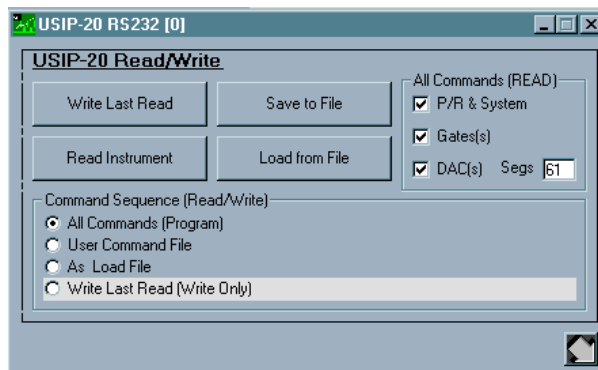 USIP-20 RS232 [0]
USIP-20 Read/Write
All Commands (READ)
Write Last Read
Save to File
P/R & System
Gates(s)
Read Instrument
Load from File
DAC(s) Segs 61
Command Sequence (Read/Write)
All Commands (Program)
User Command File
As Load File
Write Last Read (Write Only)